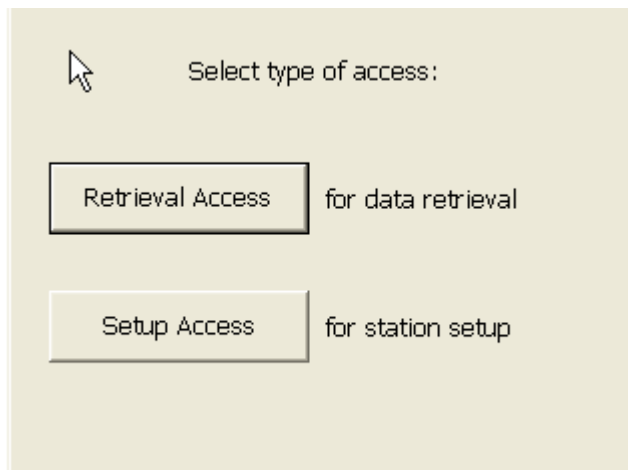 Select type of access:
Retrieval Access for data retrieval
Setup Access for station setup